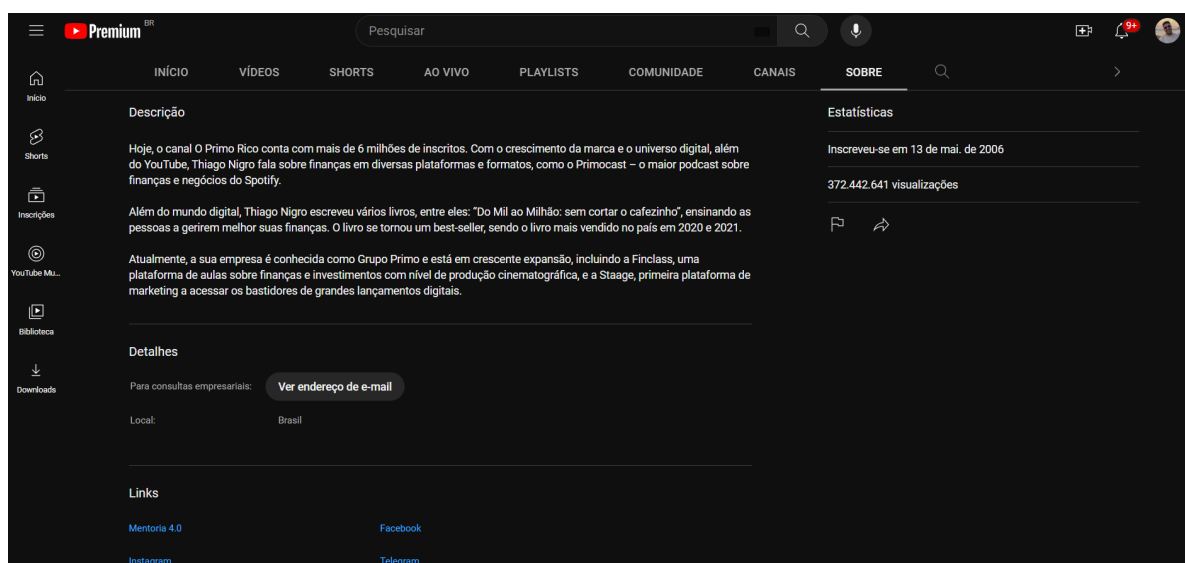 Premium BR
Pesquisar
9+
INÍCIO VÍDEOS SHORTS AO VIVO PLAYLISTS COMUNIDADE CANAIS SOBRE
Início
Shorts
Inscrições
YouTube Mu...
Biblioteca
Downloads
Descrição
Hoje, o canal O Primo Rico conta com mais de 6 milhões de inscritos. Com o crescimento da marca e o universo digital, além
do YouTube, Thiago Nigro fala sobre finanças em diversas plataformas e formatos, como o Primocast – o maior podcast sobre
finanças e negócios do Spotify.
Além do mundo digital, Thiago Nigro escreveu vários livros, entre eles: “Do Mil ao Milhão: sem cortar o cafezinho”, ensinando as
pessoas a gerirem melhor suas finanças. O livro se tornou um best-seller, sendo o livro mais vendido no país em 2020 e 2021.
Atualmente, a sua empresa é conhecida como Grupo Primo e está em crescente expansão, incluindo a Finclass, uma
plataforma de aulas sobre finanças e investimentos com nível de produção cinematográfica, e a Staage, primeira plataforma de
marketing a acessar os bastidores de grandes lançamentos digitais.
Detalhes
Para consultas empresariais: Ver endereço de e-mail
Local: Brasil
Links
Mentoria 4.0 Facebook
Instagram Telegram
Estatísticas
Inscreveu-se em 13 de mai. de 2006
372.442.641 visualizações